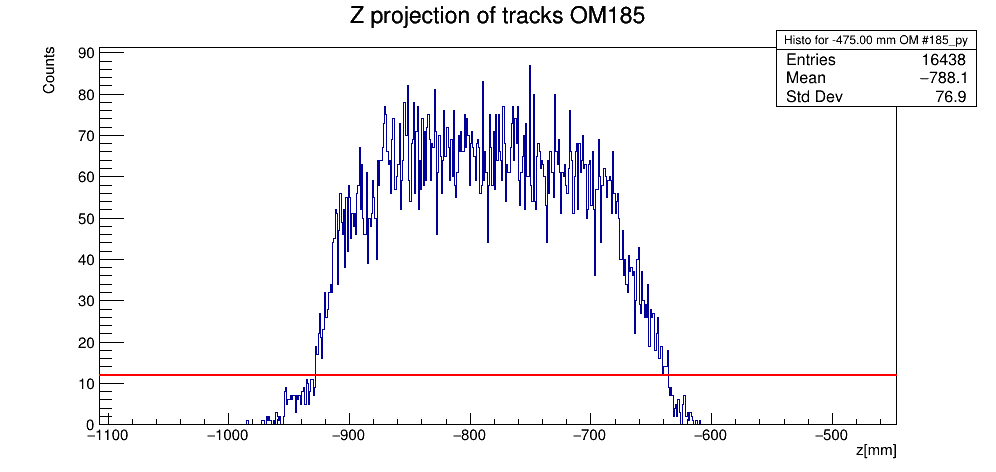 Z projection of tracks OM185
Histo for -475.00 mm OM #185_py
Entries 16438
Mean −788.1
Std Dev 76.9
Counts
90
80
70
60
50
40
30
20
10
0
−1100 −1000 −900 −800 −700 −600 −500
z[mm]